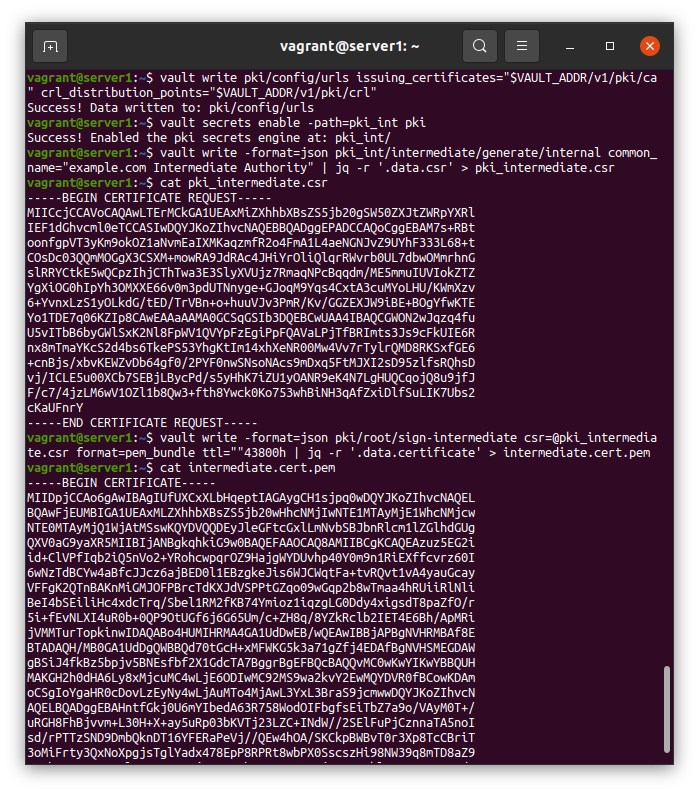 vagrant@server1: ~
vagrant@server1:~$ vault write pki/config/urls issuing_certificates="$VAULT_ADDR/v1/pki/ca
" crl_distribution_points="$VAULT_ADDR/v1/pki/crl"
Success! Data written to: pki/config/urls
vagrant@server1:~$ vault secrets enable -path=pki_int pki
Success! Enabled the pki secrets engine at: pki_int/
vagrant@server1:~$ vault write -format=json pki_int/intermediate/generate/internal common_
name="example.com Intermediate Authority" | jq -r '.data.csr' > pki_intermediate.csr
vagrant@server1:~$ cat pki_intermediate.csr
-----BEGIN CERTIFICATE REQUEST-----
MIICcjCCAVoCAQAwLTErMCkGA1UEAxMiZXhhbXBsZS5jb20gSW50ZXJtZWRpYXRl
IEF1dGhvcml0eTCCASIwDQYJKoZIhvcNAQEBBQADggEPADCCAQoCggEBAM7s+RBt
oonfgpVT3yKm9okOZ1aNvmEaIXMKaqzmfR2o4FmA1L4aeNGNJvZ9UYhF333L68+t
COsDc03QQmMOGgX3CSXM+mowRA9JdRAc4JHiYrOliQlqrRWvrb0UL7dbwOMmrhnG
slRRYCtkE5wQCpzIhjCThTwa3E3SlyXVUjz7RmaqNPcBqqdm/ME5mmuIUVIokZTZ
YgXiOG0hIpYh3OMXXE66v0m3pdUTNnyge+GJoqM9Yqs4CxtA3cuMYoLHU/KWmXzv
6+YvnxLzS1yOLkdG/tED/TrVBn+o+huuVJv3PmR/Kv/GGZEXJW9iBE+BOgYfwKTE
Yo1TDE7q06KZIp8CAwEAAaAAMA0GCSqGSIb3DQEBCwUAA4IBAQCGWON2wJqzq4fu
U5vITbB6byGWlSxK2Nl8FpWV1QVYpFzEgiPpFQAVaLPjTfBRImts3Js9cFkUIE6R
nx8mTmaYKcS2d4bs6TkePS53YhgKtIm14xhXeNR00Mw4Vv7rTylrQMD8RKSxfGE6
+cnBjs/xbvKEWZvDb64gf0/2PYF0nwSNsoNAcs9mDxq5FtMJXI2sD95zlfsRQhsD
vj/ICLE5u00XCb7SEBjLBycPd/s5yHhK7iZU1yOANR9eK4N7LgHUQCqojQ8u9jfJ
F/c7/4jzLM6wV1OZl1b8Qw3+fth8Ywck0Ko753whBiNH3qAfZxiDlfSuLIK7Ubs2
cKaUFnrY
-----END CERTIFICATE REQUEST-----
vagrant@server1:~$ vault write -format=json pki/root/sign-intermediate csr=@pki_intermedia
te.csr format=pem_bundle ttl=""43800h | jq -r '.data.certificate' > intermediate.cert.pem
vagrant@server1:~$ cat intermediate.cert.pem
-----BEGIN CERTIFICATE-----
MIIDpjCCAo6gAwIBAgIUfUXCxXLbHqeptIAGAygCH1sjpq0wDQYJKoZIhvcNAQEL
BQAwFjEUMBIGA1UEAxMLZXhhbXBsZS5jb20wHhcNMjIwNTE1MTAyMjE1WhcNMjcw
NTE0MTAyMjQ1WjAtMSswKQYDVQQDEyJleGFtcGxlLmNvbSBJbnRlcm1lZGlhdGUg
QXV0aG9yaXR5MIIBIjANBgkqhkiG9w0BAQEFAAOCAQ8AMIIBCgKCAQEAzuz5EG2i
id+ClVPfIqb2iQ5nVo2+YRohcwpqrOZ9HajgWYDUvhp40Y0m9n1RiEXffcvrz60I
6wNzTdBCYw4aBfcJJcz6ajBED0l1EBzgkeJis6WJCWqtFa+tvRQvt1vA4yauGcay
VFFgK2QTnBAKnMiGMJOFPBrcTdKXJdVSPPtGZqo09wGqp2b8wTmaa4hRUiiRlNli
BeI4bSEiliHc4xdcTrq/Sbel1RM2fKB74Ymioz1iqzgLG0Ddy4xigsdT8paZfO/r
5i+fEvNLXI4uR0b+0QP9OtUGf6j6G65Um/c+ZH8q/8YZkRclb2IET4E6Bh/ApMRi
jVMMTurTopkinwIDAQABo4HUMIHRMA4GA1UdDwEB/wQEAwIBBjAPBgNVHRMBAf8E
BTADAQH/MB0GA1UdDgQWBBQd70tGcH+xMFWKG5k3a71gZfj4EDAfBgNVHSMEGDAW
gBSiJ4fkBz5bpjv5BNEsfbf2X1GdcTA7BggrBgEFBQcBAQQvMC0wKwYIKwYBBQUH
MAKGH2h0dHA6Ly8xMjcuMC4wLjE6ODIwMC92MS9wa2kvY2EwMQYDVR0fBCowKDAm
oCSgIoYgaHR0cDovLzEyNy4wLjAuMTo4MjAwL3YxL3BraS9jcmwwDQYJKoZIhvcN
AQELBQADggEBAHntfGkj0U6mYIbedA63R758WodOIFbgfsEiTbZ7a9o/VAyM0T+/
uRGH8FhBjvvm+L30H+X+ay5uRp03bKVTj23LZC+INdW//2SElFuPjCznnaTA5noI
sd/rPTTzSND9DmbQknDT16YFERaPeVj//QEw4hOA/SKCkpBWBvT0r3Xp8TcCBriT
3oMiFrty3QxNoXpgjsTglYadx478EpP8RPRt8wbPX0SscszHi98NW39q8mTD8aZ9